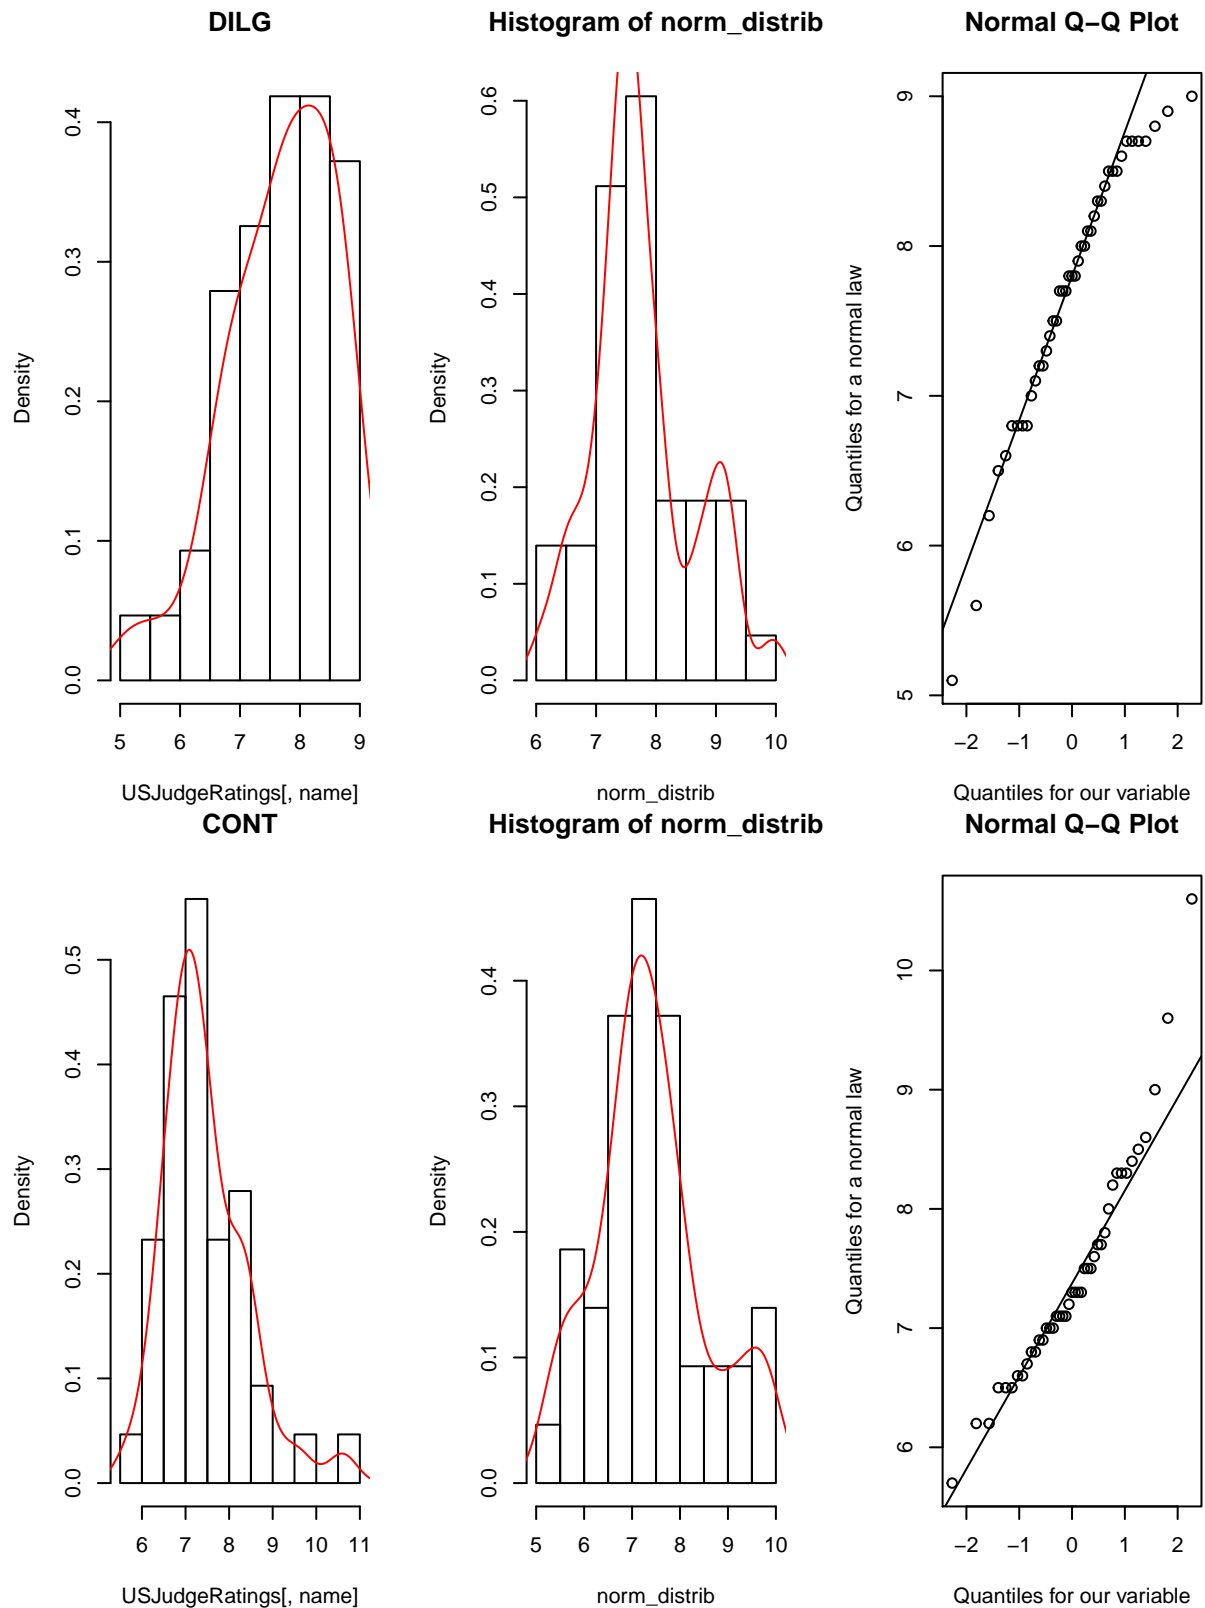 DILG
Histogram of norm_distrib
Normal Q−Q Plot
Density
0.0 0.1 0.2 0.3 0.4
5 6 7 8 9
USJudgeRatings[, name]
Density
0.0 0.1 0.2 0.3 0.4 0.5 0.6
6 7 8 9 10
norm_distrib
Quantiles for a normal law
5 6 7 8 9
−2 −1 0 1 2
Quantiles for our variable
CONT
Histogram of norm_distrib
Normal Q−Q Plot
Density
0.0 0.1 0.2 0.3 0.4 0.5
6 7 8 9 10 11
USJudgeRatings[, name]
Density
0.0 0.1 0.2 0.3 0.4
5 6 7 8 9 10
norm_distrib
Quantiles for a normal law
6 7 8 9 10
−2 −1 0 1 2
Quantiles for our variable